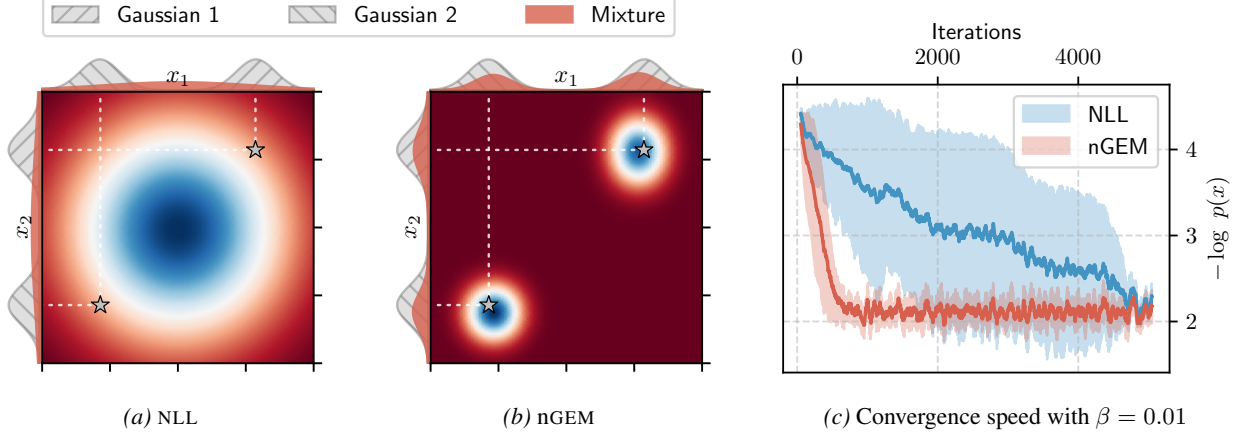 Gaussian 1 Gaussian 2 Mixture
x₁
x₂
(a) NLL
x₁
x₂
(b) nGEM
Iterations
0 2000 4000
NLL
nGEM
4
3
2
− log p(x)
(c) Convergence speed with β = 0.01